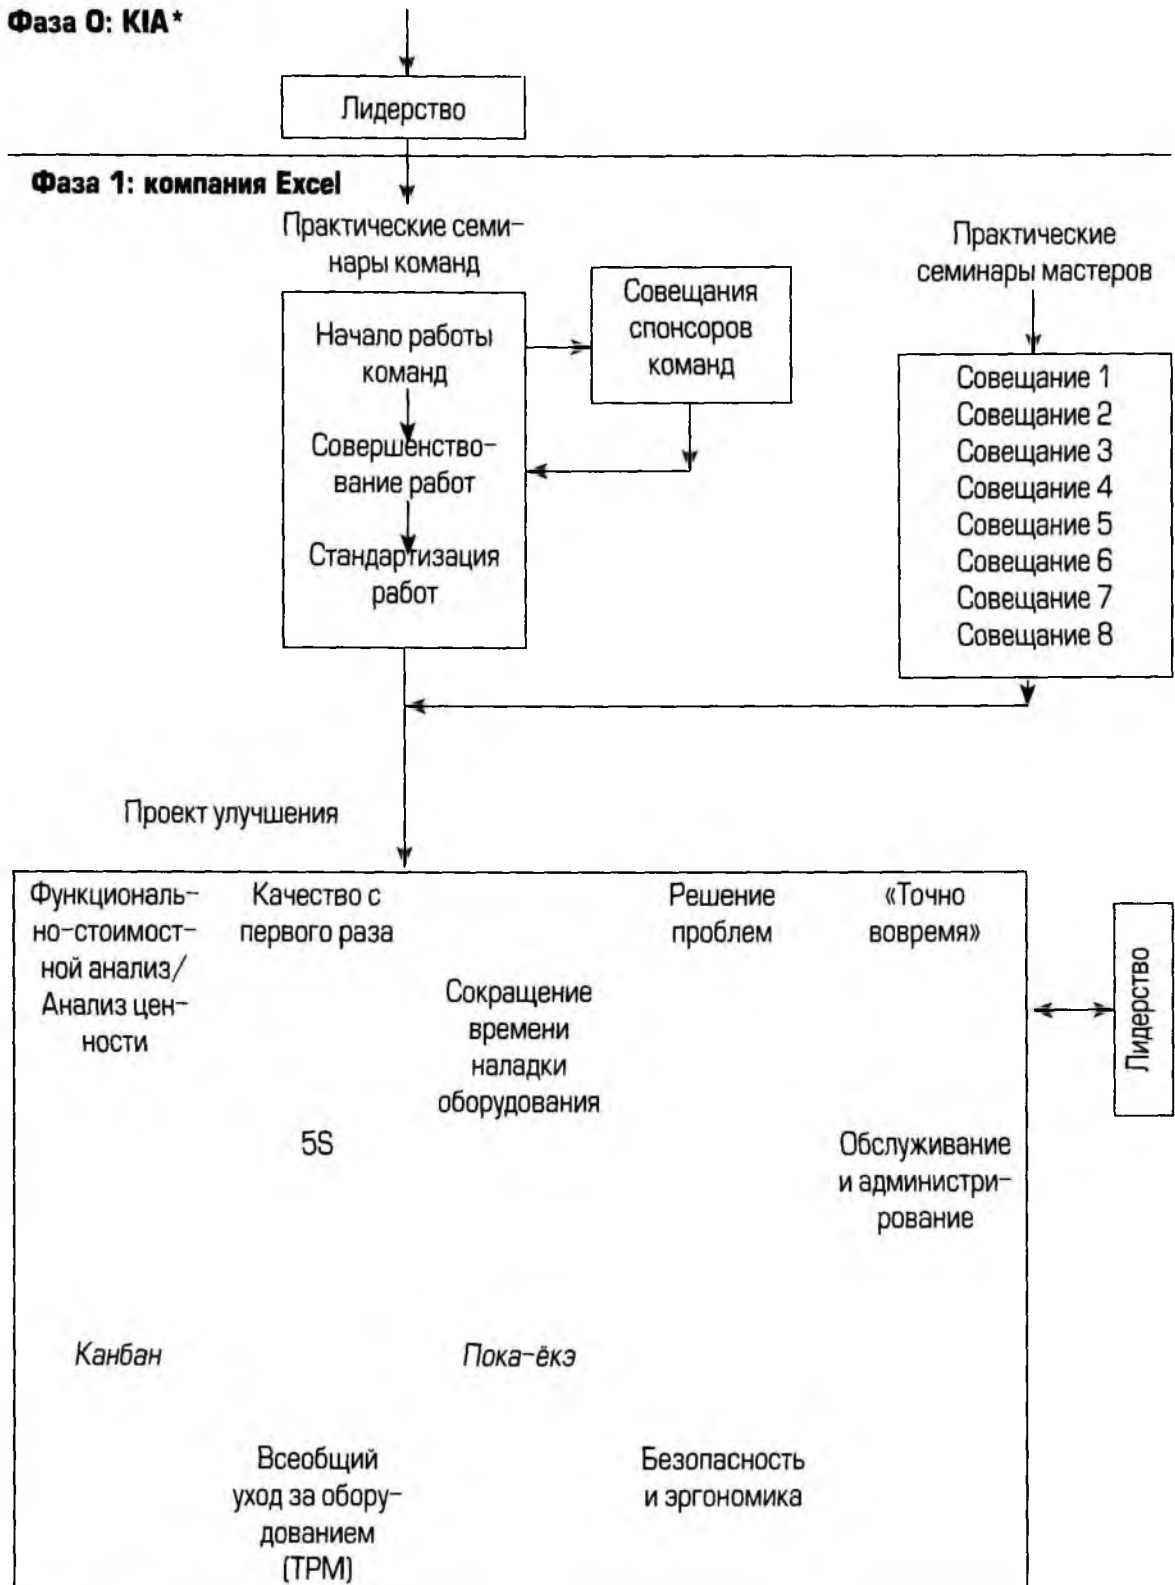 Фаза 0: KIA*
Лидерство
Фаза 1: компания Excel
Практические семи-
нары команд
Начало работы
команд
Совершенство-
вание работ
Стандартизация
работ
Совещания
спонсоров
команд
Практические
семинары мастеров
Совещание 1
Совещание 2
Совещание 3
Совещание 4
Совещание 5
Совещание 6
Совещание 7
Совещание 8
Проект улучшения
Функциональ-
но-стоимост-
ной анализ/
Анализ цен-
ности
Качество с
первого раза
Сокращение
времени
наладки
оборудования
Решение
проблем
«Точно
вовремя»
Лидерство
5S
Обслуживание
и администри-
рование
Канбан
Пока-ёкэ
Всеобщий
уход за обору-
дованием
(ТРМ)
Безопасность
и эргономика